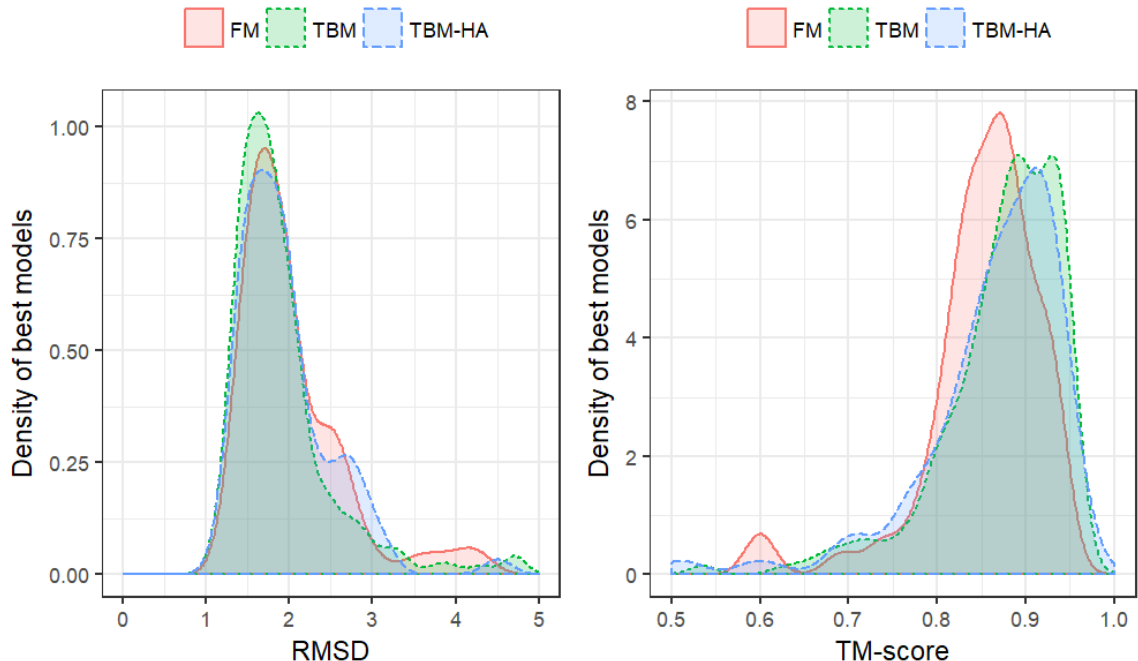 FM TBM TBM-HA
Density of best models
1.00
0.75
0.50
0.25
0.00
0 1 2 3 4 5
RMSD
FM TBM TBM-HA
Density of best models
8
6
4
2
0
0.5 0.6 0.7 0.8 0.9 1.0
TM-score